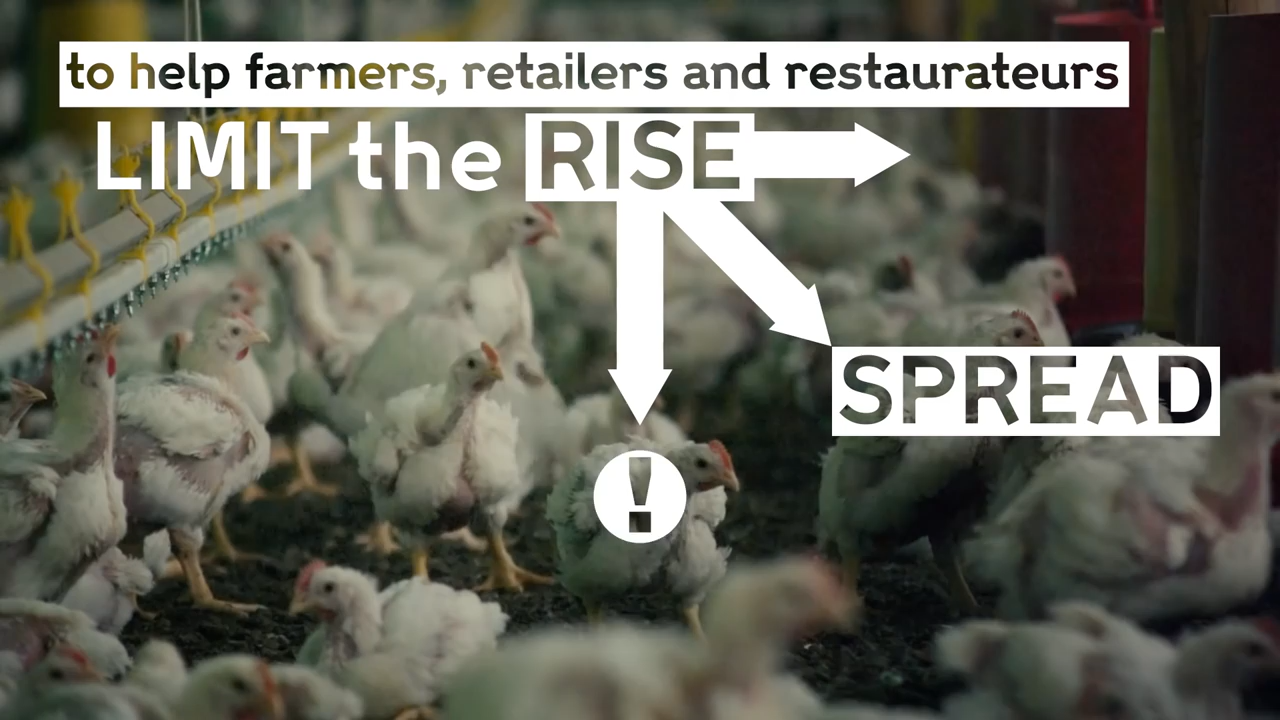 to help farmers, retailers and restaurateurs
LIMIT the RISE
SPREAD
!